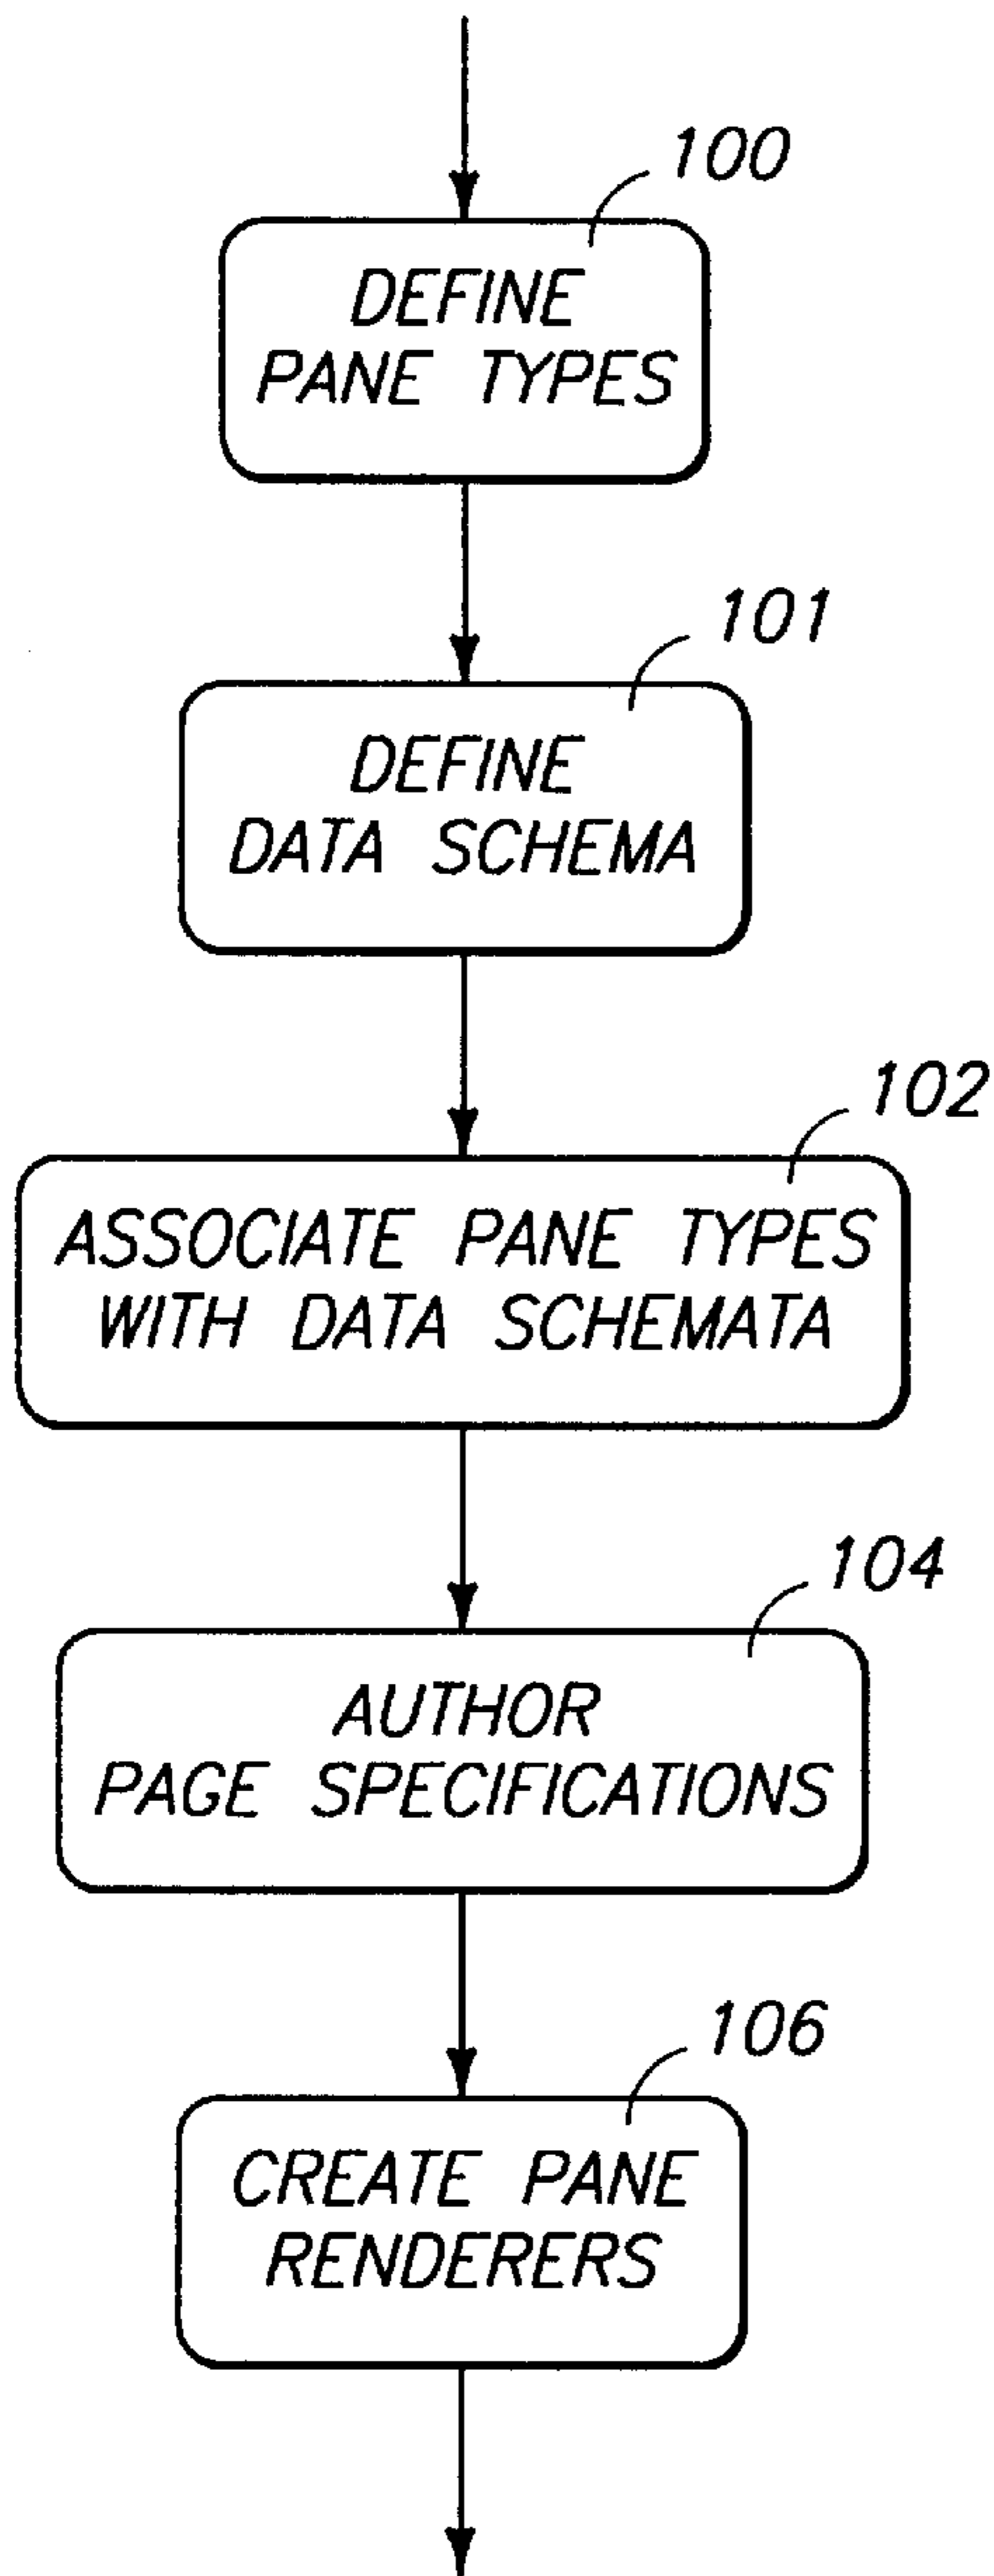 100
DEFINE
PANE TYPES
101
DEFINE
DATA SCHEMA
102
ASSOCIATE PANE TYPES
WITH DATA SCHEMATA
104
AUTHOR
PAGE SPECIFICATIONS
106
CREATE PANE
RENDERERS